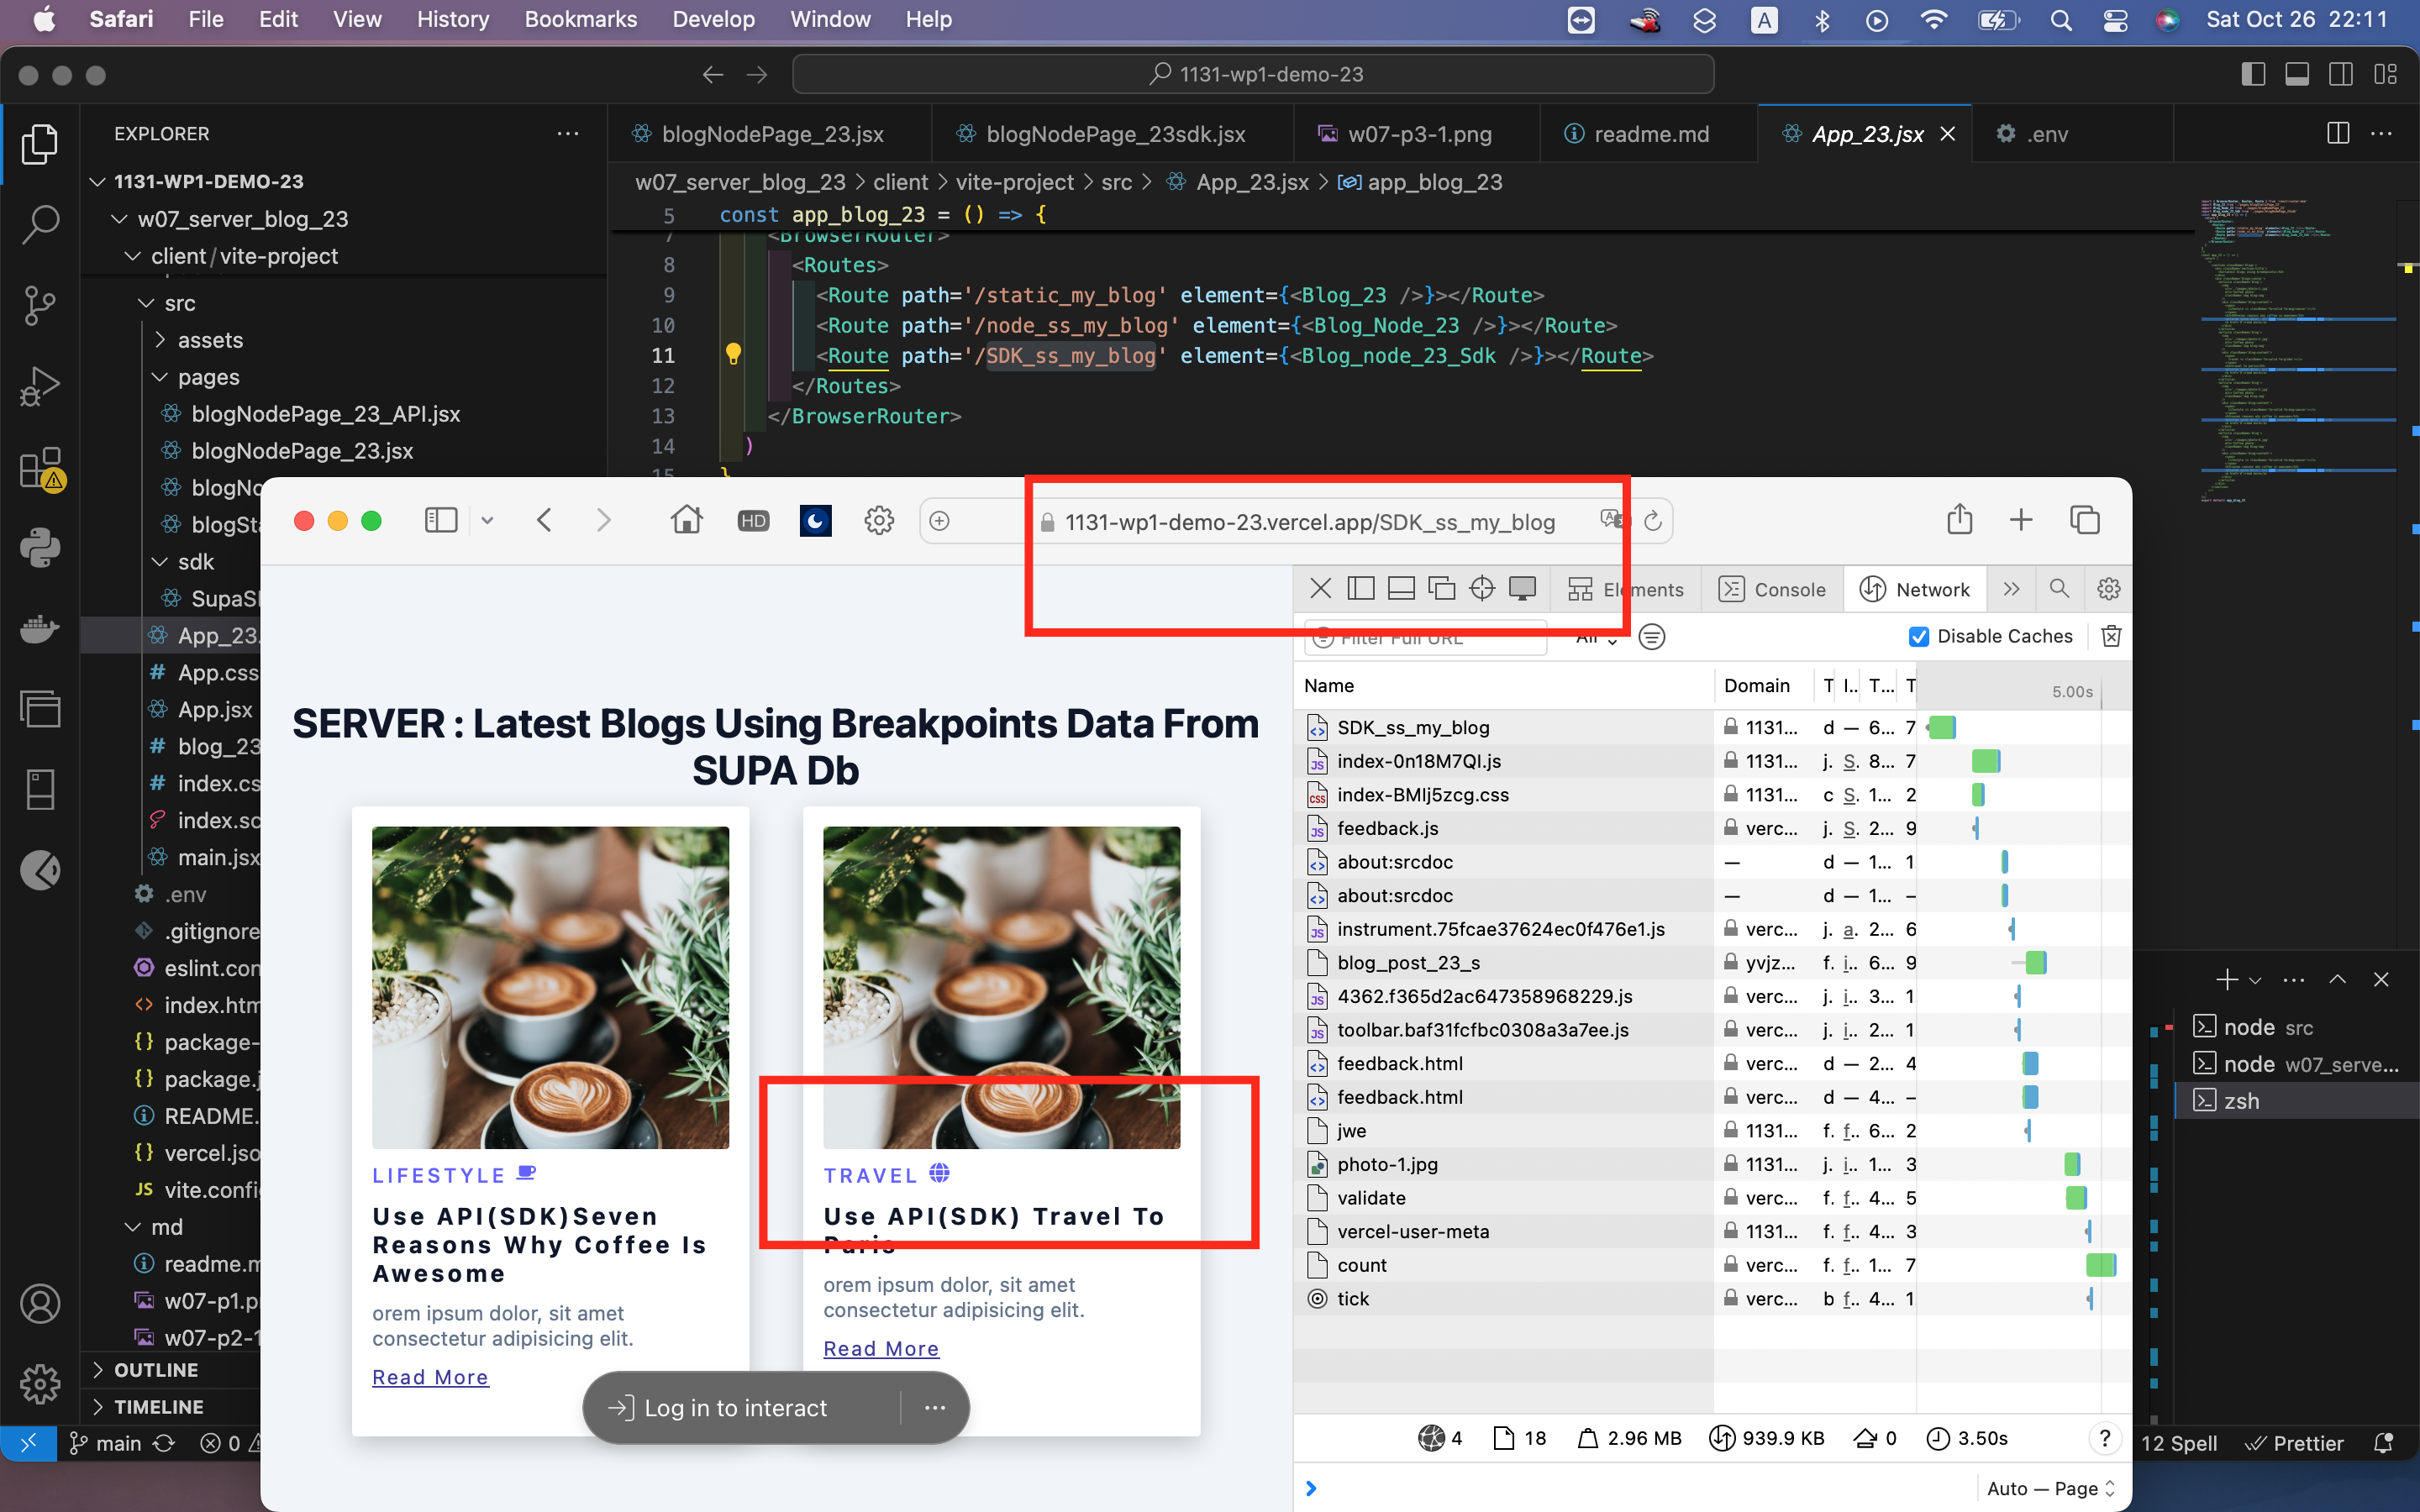 Safari File Edit View History Bookmarks Develop Window Help
A
Sat Oct 26 22:11
1131-wp1-demo-23
EXPLORER
1131-WP1-DEMO-23
w07_server_blog_23
client/vite-project
src
assets
pages
blogNodePage_23_API.jsx
blogNodePage_23.jsx
blogNo
blogSta
sdk
SupaS
App_23.
App.css
App.jsx
blog_23
index.cs
index.sc
main.jsx
.env
.gitignore
eslint.con
index.htm
package-
package.j
README.
vercel.jso
JS vite.confi
md
readme.m
w07-p1.p
w07-p2-1
OUTLINE
TIMELINE
main
0
blogNodePage_23.jsx
blogNodePage_23sdk.jsx
w07-p3-1.png
readme.md
App_23.jsx
.env
w07_server_blog_23 > client > vite-project > src > App_23.jsx > app_blog_23
5 const app_blog_23 = () => {
7 <BrowserRouter>
8 <Routes>
9 <Route path='/static_my_blog' element={<Blog_23 />}></Route>
10 <Route path='/node_ss_my_blog' element={<Blog_Node_23 />}></Route>
11 <Route path='/SDK_ss_my_blog' element={<Blog_node_23_Sdk />}></Route>
12 </Routes>
13 </BrowserRouter>
14 )
15 }
HD
1131-wp1-demo-23.vercel.app/SDK_ss_my_blog
SERVER : Latest Blogs Using Breakpoints Data From
SUPA Db
LIFESTYLE
Use API(SDK)Seven
Reasons Why Coffee Is
Awesome
orem ipsum dolor, sit amet
consectetur adipisicing elit.
Read More
TRAVEL
Use API(SDK) Travel To
Paris
orem ipsum dolor, sit amet
consectetur adipisicing elit.
Read More
Log in to interact
Elements
Console
Network
Filter Full URL
All
Disable Caches
Name Domain T I.. T... T 5.00s
SDK_ss_my_blog 1131... d — 6... 7
index-0n18M7QI.js 1131... j. S. 8... 7
index-BMIj5zcg.css 1131... c S. 1... 2
feedback.js verc... j. S. 2... 9
about:srcdoc — d — 1... 1
about:srcdoc — d — 1... –
instrument.75fcae37624ec0f476e1.js verc... j. a. 2... 6
blog_post_23_s yvjz... f. i.. 6... 9
4362.f365d2ac647358968229.js verc... j. i.. 3... 1
toolbar.baf31fcfbc0308a3a7ee.js verc... j. i.. 2... 1
feedback.html verc... d — 2... 4
feedback.html verc... d — 4... –
jwe 1131... f. f.. 6... 2
photo-1.jpg 1131... j. i.. 1... 3
validate verc... f. f.. 4... 5
vercel-user-meta 1131... f. f.. 4... 3
count verc... f. f.. 1... 7
tick verc... b f.. 4... 1
4 18 2.96 MB 939.9 KB 0 3.50s
?
Auto — Page
node src
node w07_serve...
zsh
12 Spell
Prettier